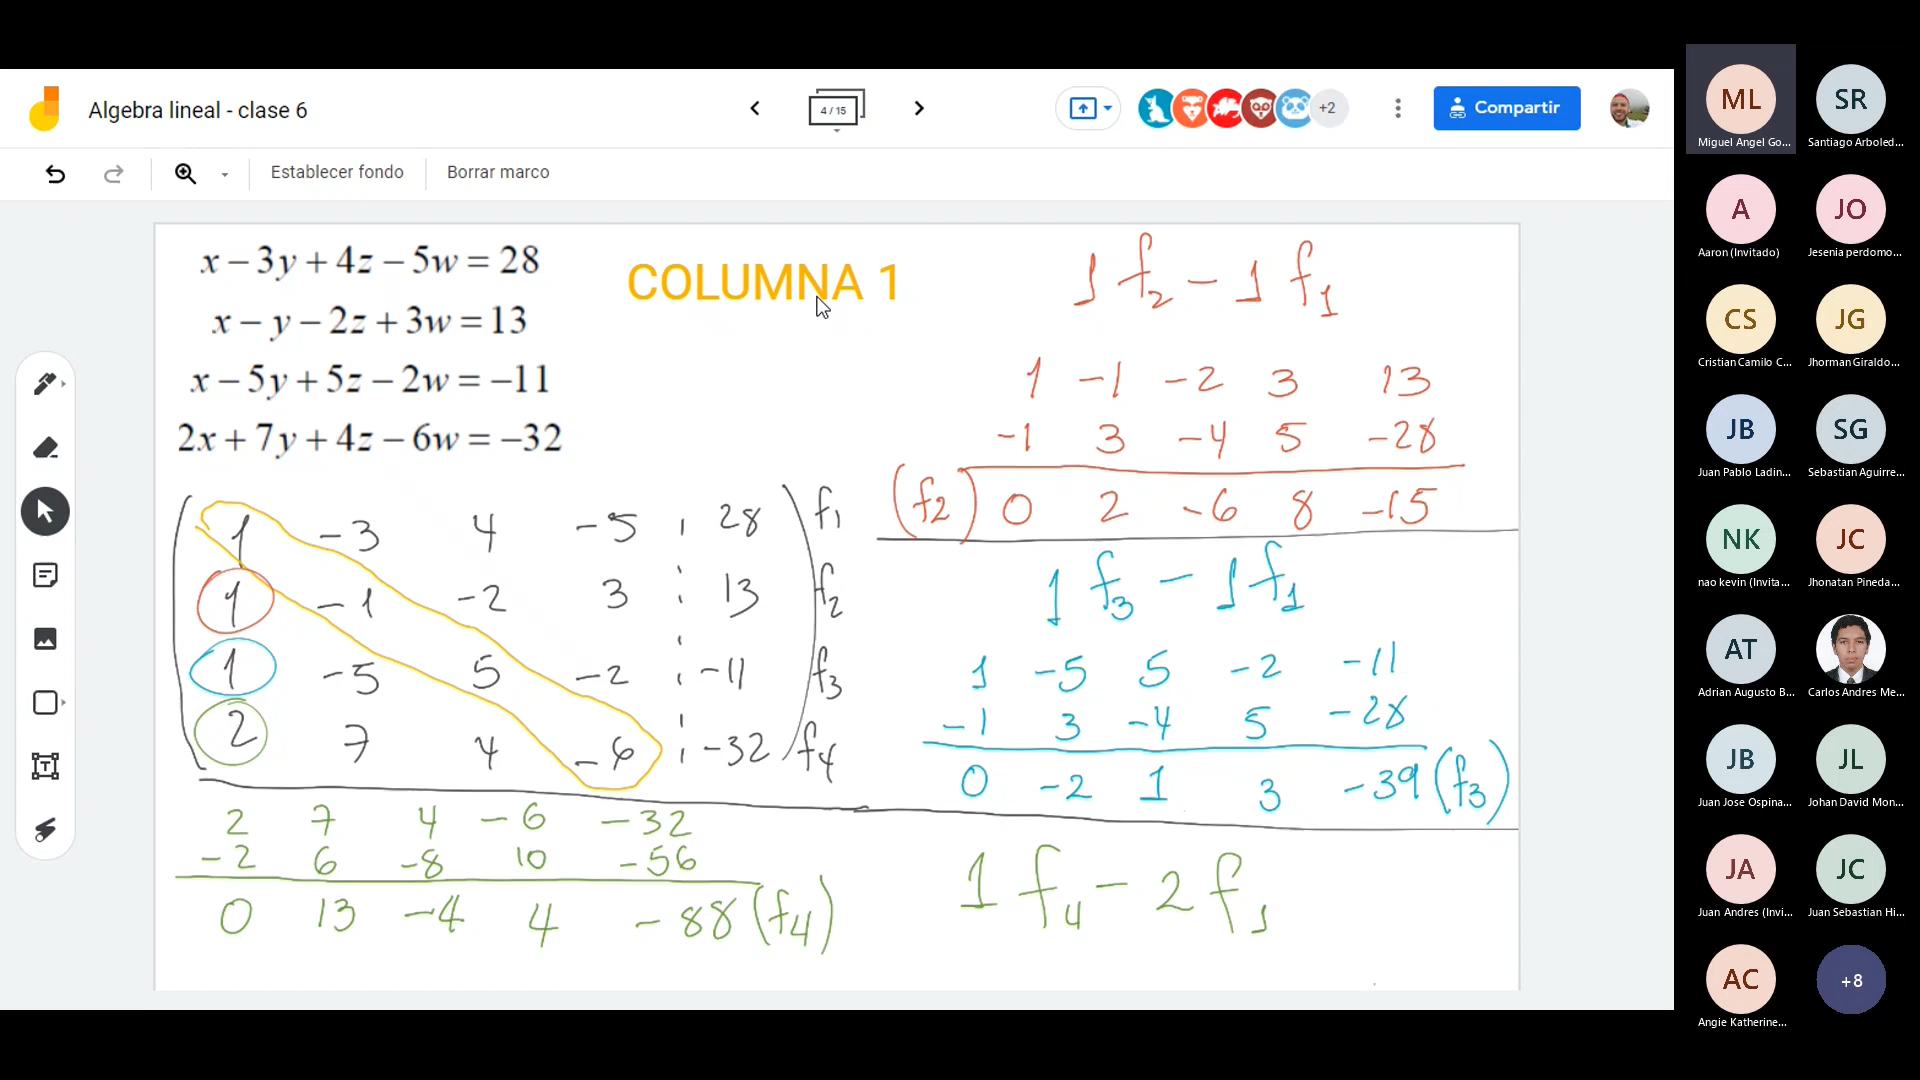 Algebra lineal - clase 6
4 / 15
+2
Compartir
Establecer fondo
Borrar marco
x − 3y + 4z − 5w = 28
x − y − 2z + 3w = 13
x − 5y + 5z − 2w = −11
2x + 7y + 4z − 6w = −32
COLUMNA 1
1 -3 4 -5 ⋮ 28 f1
1 -1 -2 3 ⋮ 13 f2
1 -5 5 -2 ⋮ -11 f3
2 7 4 -6 ⋮ -32 f4
2 7 4 -6 -32
-2 6 -8 10 -56
0 13 -4 4 -88 (f4)
1 f2 - 1 f1
1 -1 -2 3 13
-1 3 -4 5 -28
(f2) 0 2 -6 8 -15
1 f3 - 1 f1
1 -5 5 -2 -11
-1 3 -4 5 -28
0 -2 1 3 -39 (f3)
1 f4 - 2 f1
ML SR
Miguel Angel Go... Santiago Arboled...
A JO
Aaron (Invitado) Jesenia perdomo...
CS JG
Cristian Camilo C... Jhorman Giraldo...
JB SG
Juan Pablo Ladin... Sebastian Aguirre...
NK JC
nao kevin (Invita... Jhonatan Pineda...
AT
Adrian Augusto B... Carlos Andres Me...
JB JL
Juan Jose Ospina... Johan David Mon...
JA JC
Juan Andres (Invi... Juan Sebastian Hi...
AC +8
Angie Katherine...